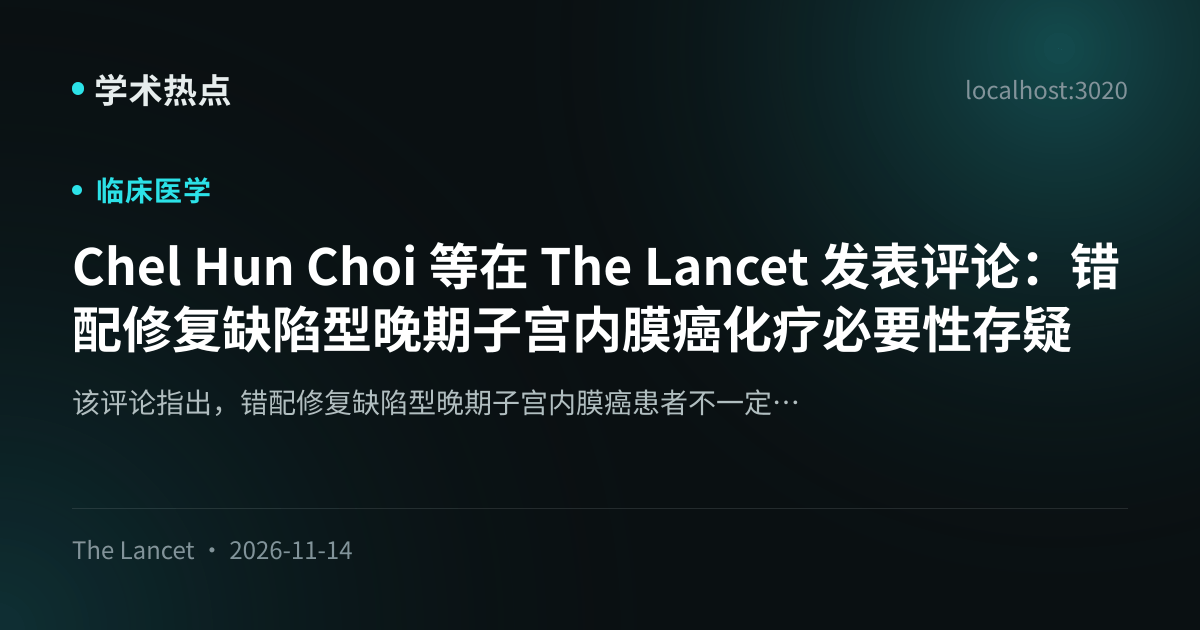 学术热点
localhost:3020
临床医学
Chel Hun Choi 等在 The Lancet 发表评论：错
配修复缺陷型晚期子宫内膜癌化疗必要性存疑
该评论指出，错配修复缺陷型晚期子宫内膜癌患者不一定…
The Lancet · 2026-11-14